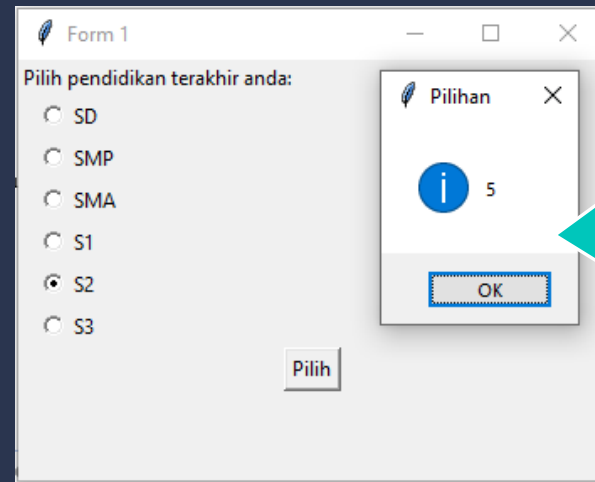 Form 1
Pilih pendidikan terakhir anda:
SD
SMP
SMA
S1
S2
S3
Pilih
Pilihan
5
OK